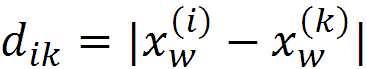 d_{ik} = |x_w^{(i)} − x_w^{(k)}|